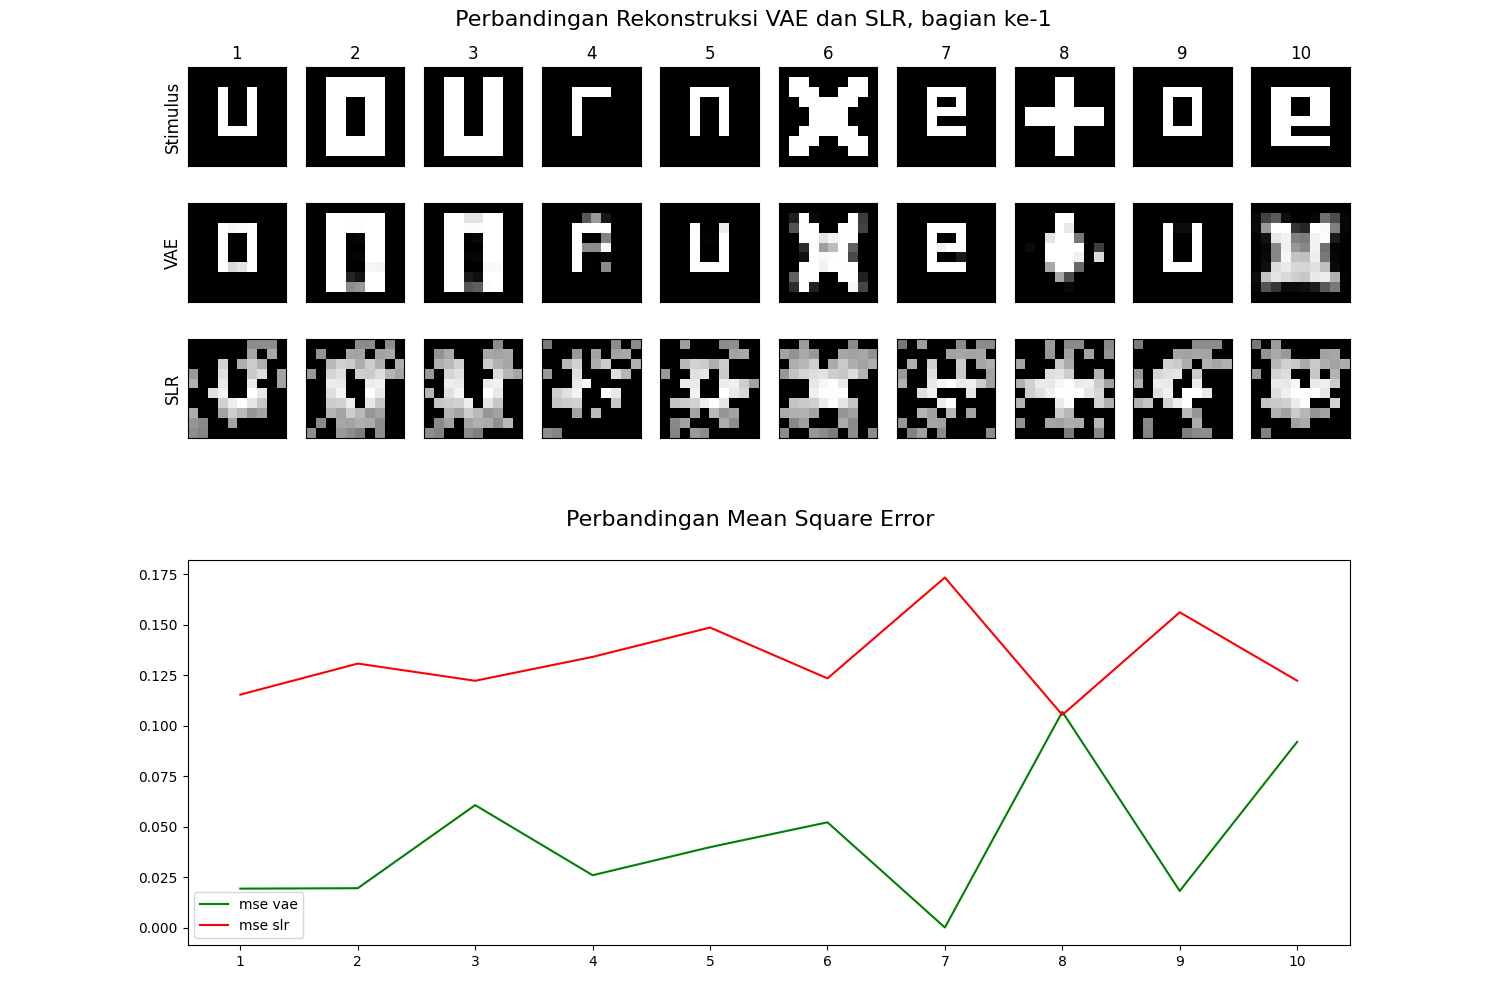 Perbandingan Rekonstruksi VAE dan SLR, bagian ke-1
1 2 3 4 5 6 7 8 9 10
Stimulus
VAE
SLR
Perbandingan Mean Square Error
0.175
0.150
0.125
0.100
0.075
0.050
0.025
0.000
mse vae
mse slr
1 2 3 4 5 6 7 8 9 10